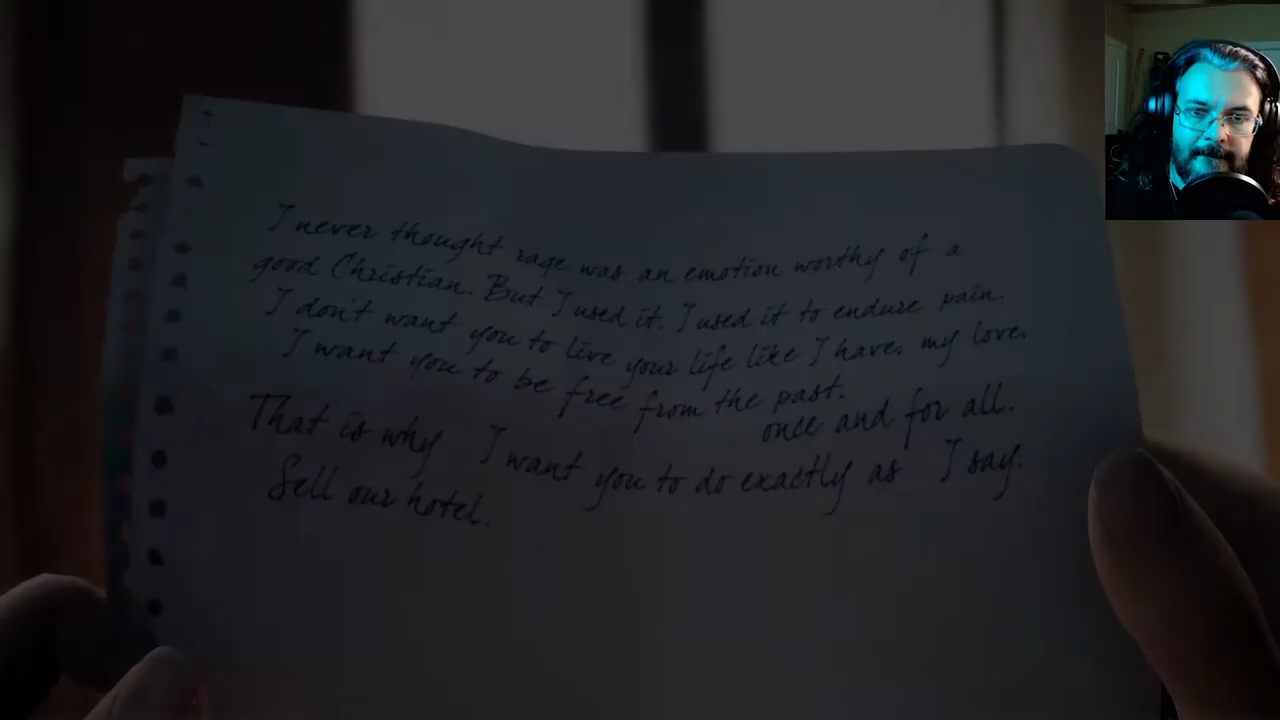 I never thought rage was an emotion worthy of a
good Christian. But I used it. I used it to endure pain.
I don't want you to live your life like I have, my love.
I want you to be free from the past.
once and for all.
That is why I want you to do exactly as I say.
Sell our hotel.